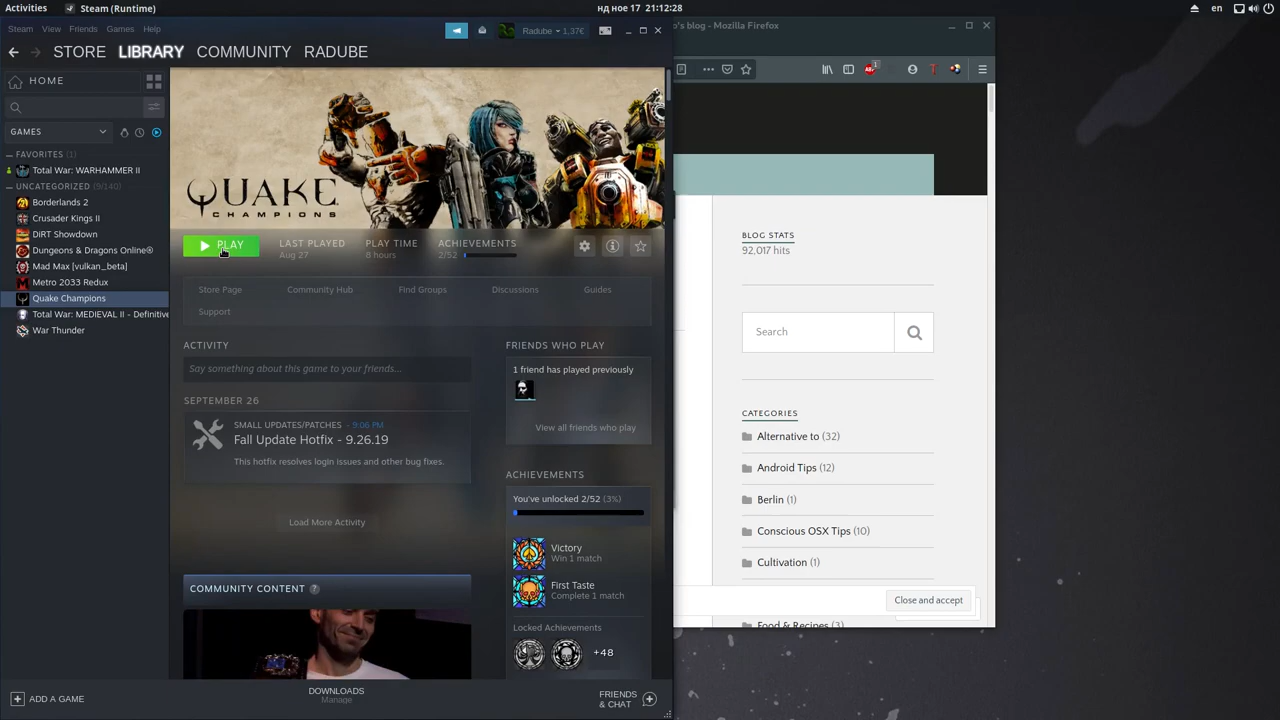 Activities Steam (Runtime) нд ное 17 21:12:28 en
Steam View Friends Games Help Radube 1,37€
o's blog - Mozilla Firefox
STORE LIBRARY COMMUNITY RADUBE
HOME
GAMES
FAVORITES (1)
Total War: WARHAMMER II
UNCATEGORIZED (9/140)
Borderlands 2
Crusader Kings II
DiRT Showdown
Dungeons & Dragons Online®
Mad Max [vulkan_beta]
Metro 2033 Redux
Quake Champions
Total War: MEDIEVAL II - Definitive
War Thunder
QUAKE
CHAMPIONS
PLAY
LAST PLAYED
Aug 27
PLAY TIME
8 hours
ACHIEVEMENTS
2/52
Store Page Community Hub Find Groups Discussions Guides
Support
ACTIVITY
Say something about this game to your friends...
SEPTEMBER 26
SMALL UPDATES/PATCHES - 9:06 PM
Fall Update Hotfix - 9.26.19
This hotfix resolves login issues and other bug fixes.
Load More Activity
COMMUNITY CONTENT ?
FRIENDS WHO PLAY
1 friend has played previously
View all friends who play
ACHIEVEMENTS
You've unlocked 2/52 (3%)
Victory
Win 1 match
First Taste
Complete 1 match
Locked Achievements
+48
ADD A GAME
DOWNLOADS
Manage
FRIENDS
& CHAT
1
BLOG STATS
92,017 hits
Search
CATEGORIES
Alternative to (32)
Android Tips (12)
Berlin (1)
Conscious OSX Tips (10)
Cultivation (1)
Close and accept
Food & Recipes (3)